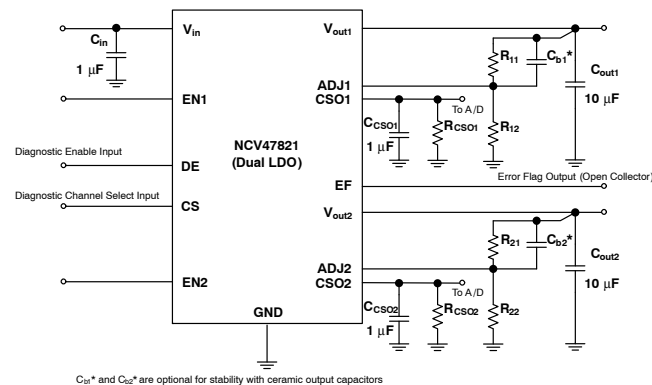 Vin
Cin
1 µF
EN1
Diagnostic Enable Input
DE
Diagnostic Channel Select Input
CS
EN2
NCV47821
(Dual LDO)
GND
Vout1
ADJ1
CSO1
EF
Vout2
ADJ2
CSO2
R11
Cb1*
Cout1
10 µF
R12
To A/D
CCSO1
1 µF
RCSO1
Error Flag Output (Open Collector)
R21
Cb2*
Cout2
10 µF
R22
To A/D
CCSO2
1 µF
RCSO2
Cb1* and Cb2* are optional for stability with ceramic output capacitors